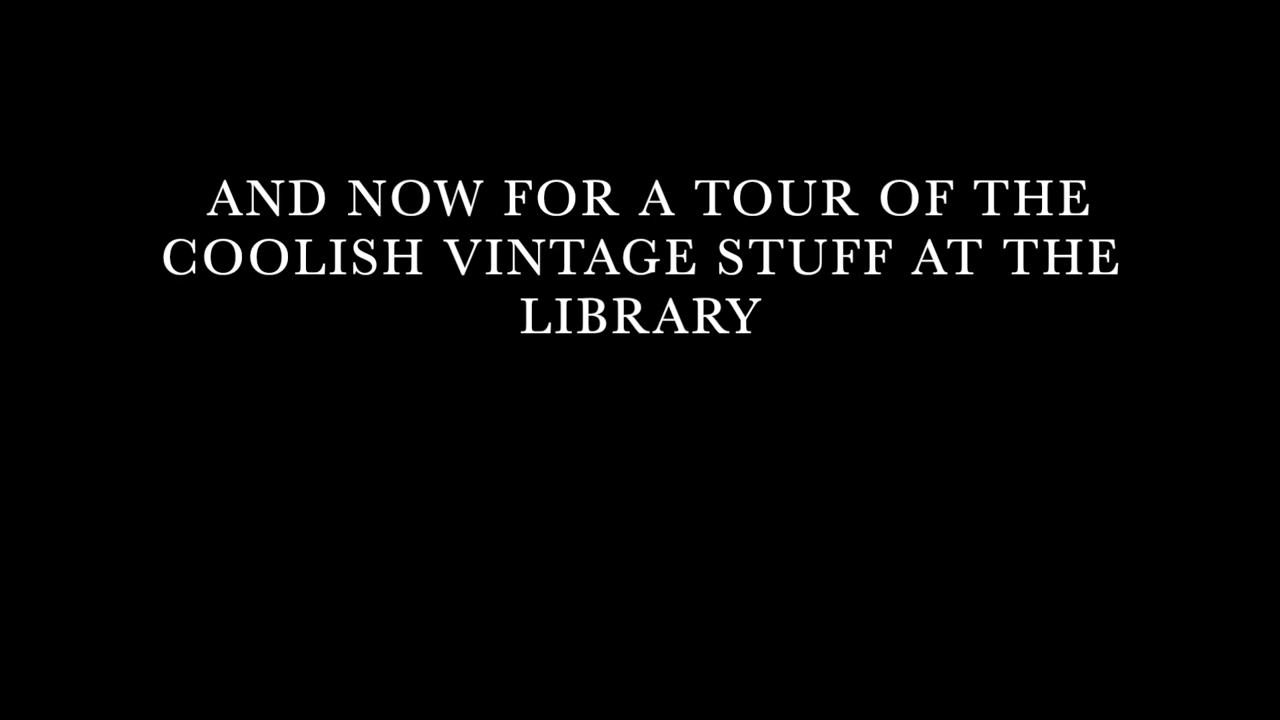 AND NOW FOR A TOUR OF THE
COOLISH VINTAGE STUFF AT THE
LIBRARY